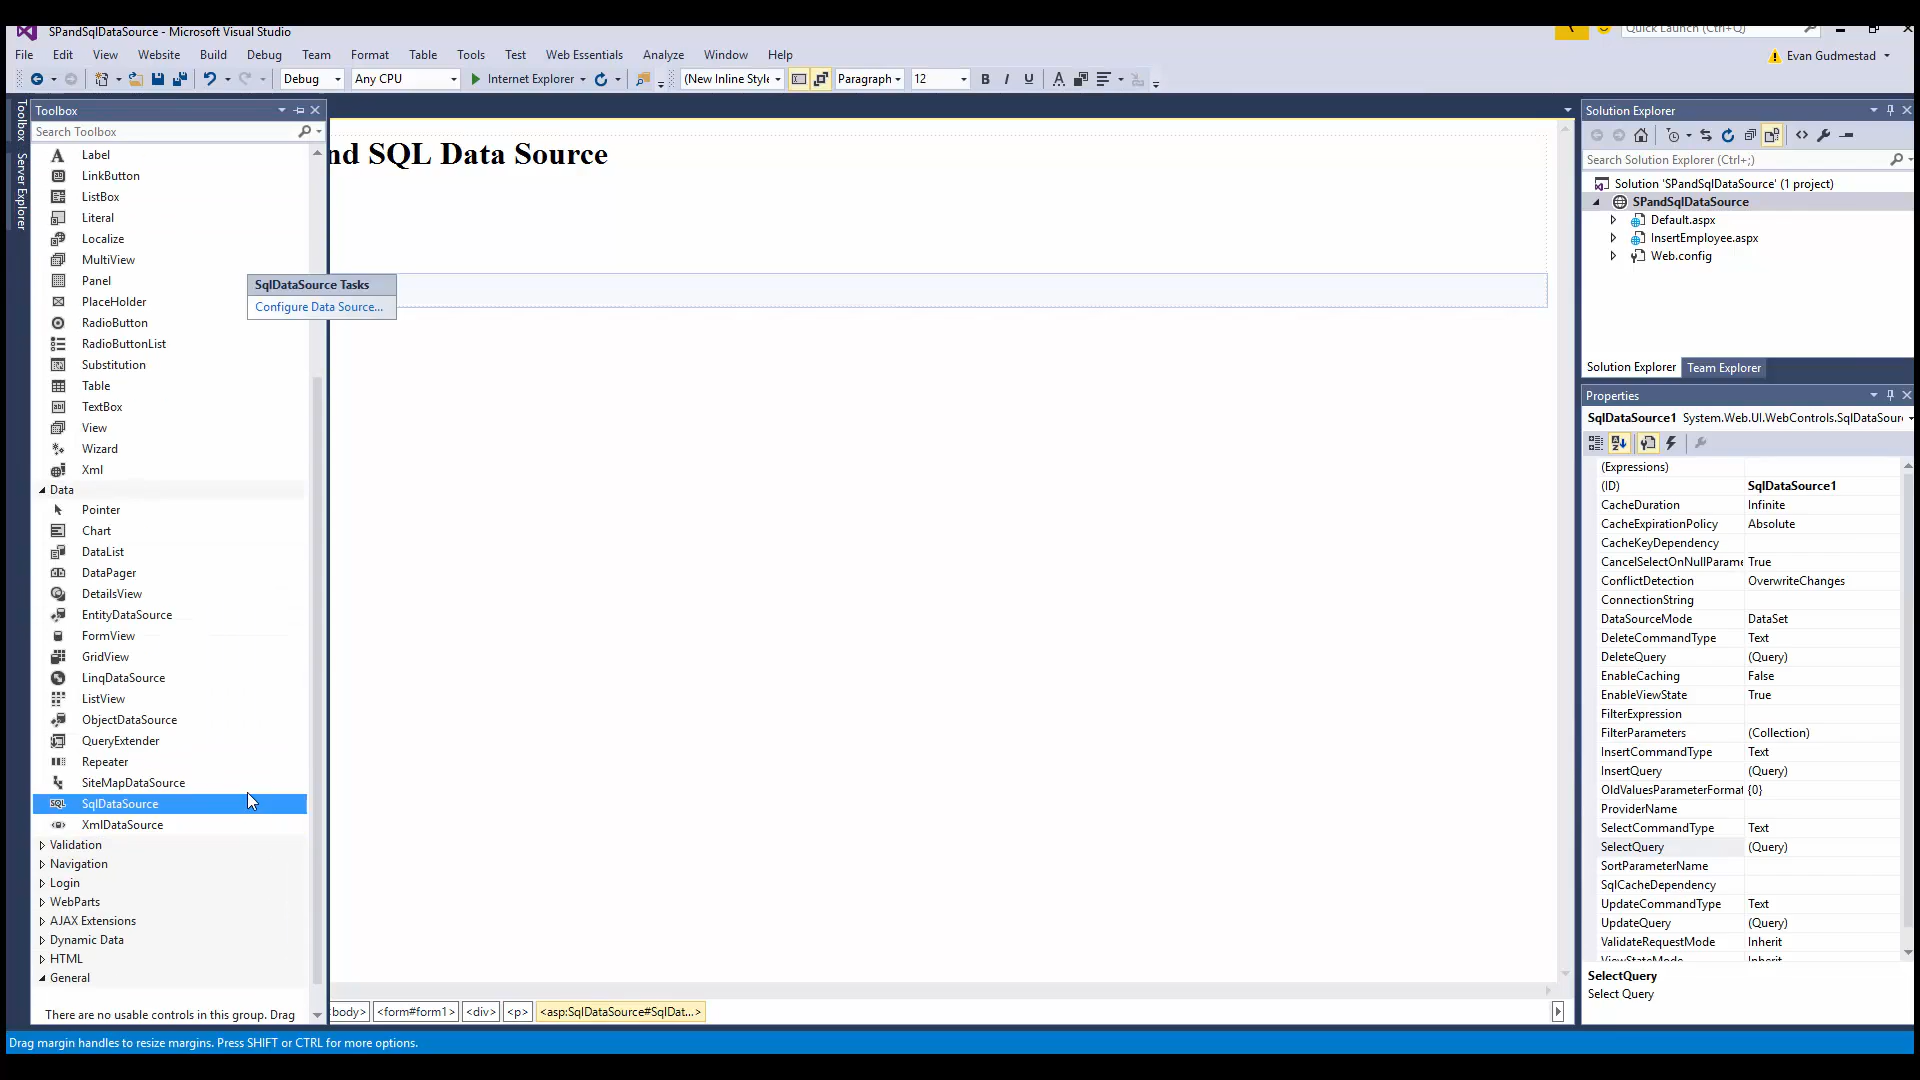 SPandSqlDataSource - Microsoft Visual Studio
Quick Launch (Ctrl+Q)
File Edit View Website Build Debug Team Format Table Tools Test Web Essentials Analyze Window Help
Evan Gudmestad
Debug Any CPU Internet Explorer (New Inline Style Paragraph 12 B I U A
Toolbox
Server Explorer
Toolbox
Search Toolbox
Label
LinkButton
ListBox
Literal
Localize
MultiView
Panel
PlaceHolder
RadioButton
RadioButtonList
Substitution
Table
TextBox
View
Wizard
Xml
Data
Pointer
Chart
DataList
DataPager
DetailsView
EntityDataSource
FormView
GridView
LinqDataSource
ListView
ObjectDataSource
QueryExtender
Repeater
SiteMapDataSource
SQL SqlDataSource
XmlDataSource
Validation
Navigation
Login
WebParts
AJAX Extensions
Dynamic Data
HTML
General
There are no usable controls in this group. Drag
nd SQL Data Source
SqlDataSource Tasks
Configure Data Source...
body> <form#form1> <div> <p> <asp:SqlDataSource#SqlDat...>
Solution Explorer
Search Solution Explorer (Ctrl+;)
Solution 'SPandSqlDataSource' (1 project)
SPandSqlDataSource
Default.aspx
InsertEmployee.aspx
Web.config
Solution Explorer Team Explorer
Properties
SqlDataSource1 System.Web.UI.WebControls.SqlDataSour
(Expressions)
(ID) SqlDataSource1
CacheDuration Infinite
CacheExpirationPolicy Absolute
CacheKeyDependency
CancelSelectOnNullParame True
ConflictDetection OverwriteChanges
ConnectionString
DataSourceMode DataSet
DeleteCommandType Text
DeleteQuery (Query)
EnableCaching False
EnableViewState True
FilterExpression
FilterParameters (Collection)
InsertCommandType Text
InsertQuery (Query)
OldValuesParameterFormat {0}
ProviderName
SelectCommandType Text
SelectQuery (Query)
SortParameterName
SqlCacheDependency
UpdateCommandType Text
UpdateQuery (Query)
ValidateRequestMode Inherit
ViewStateMode Inherit
SelectQuery
Select Query
Drag margin handles to resize margins. Press SHIFT or CTRL for more options.